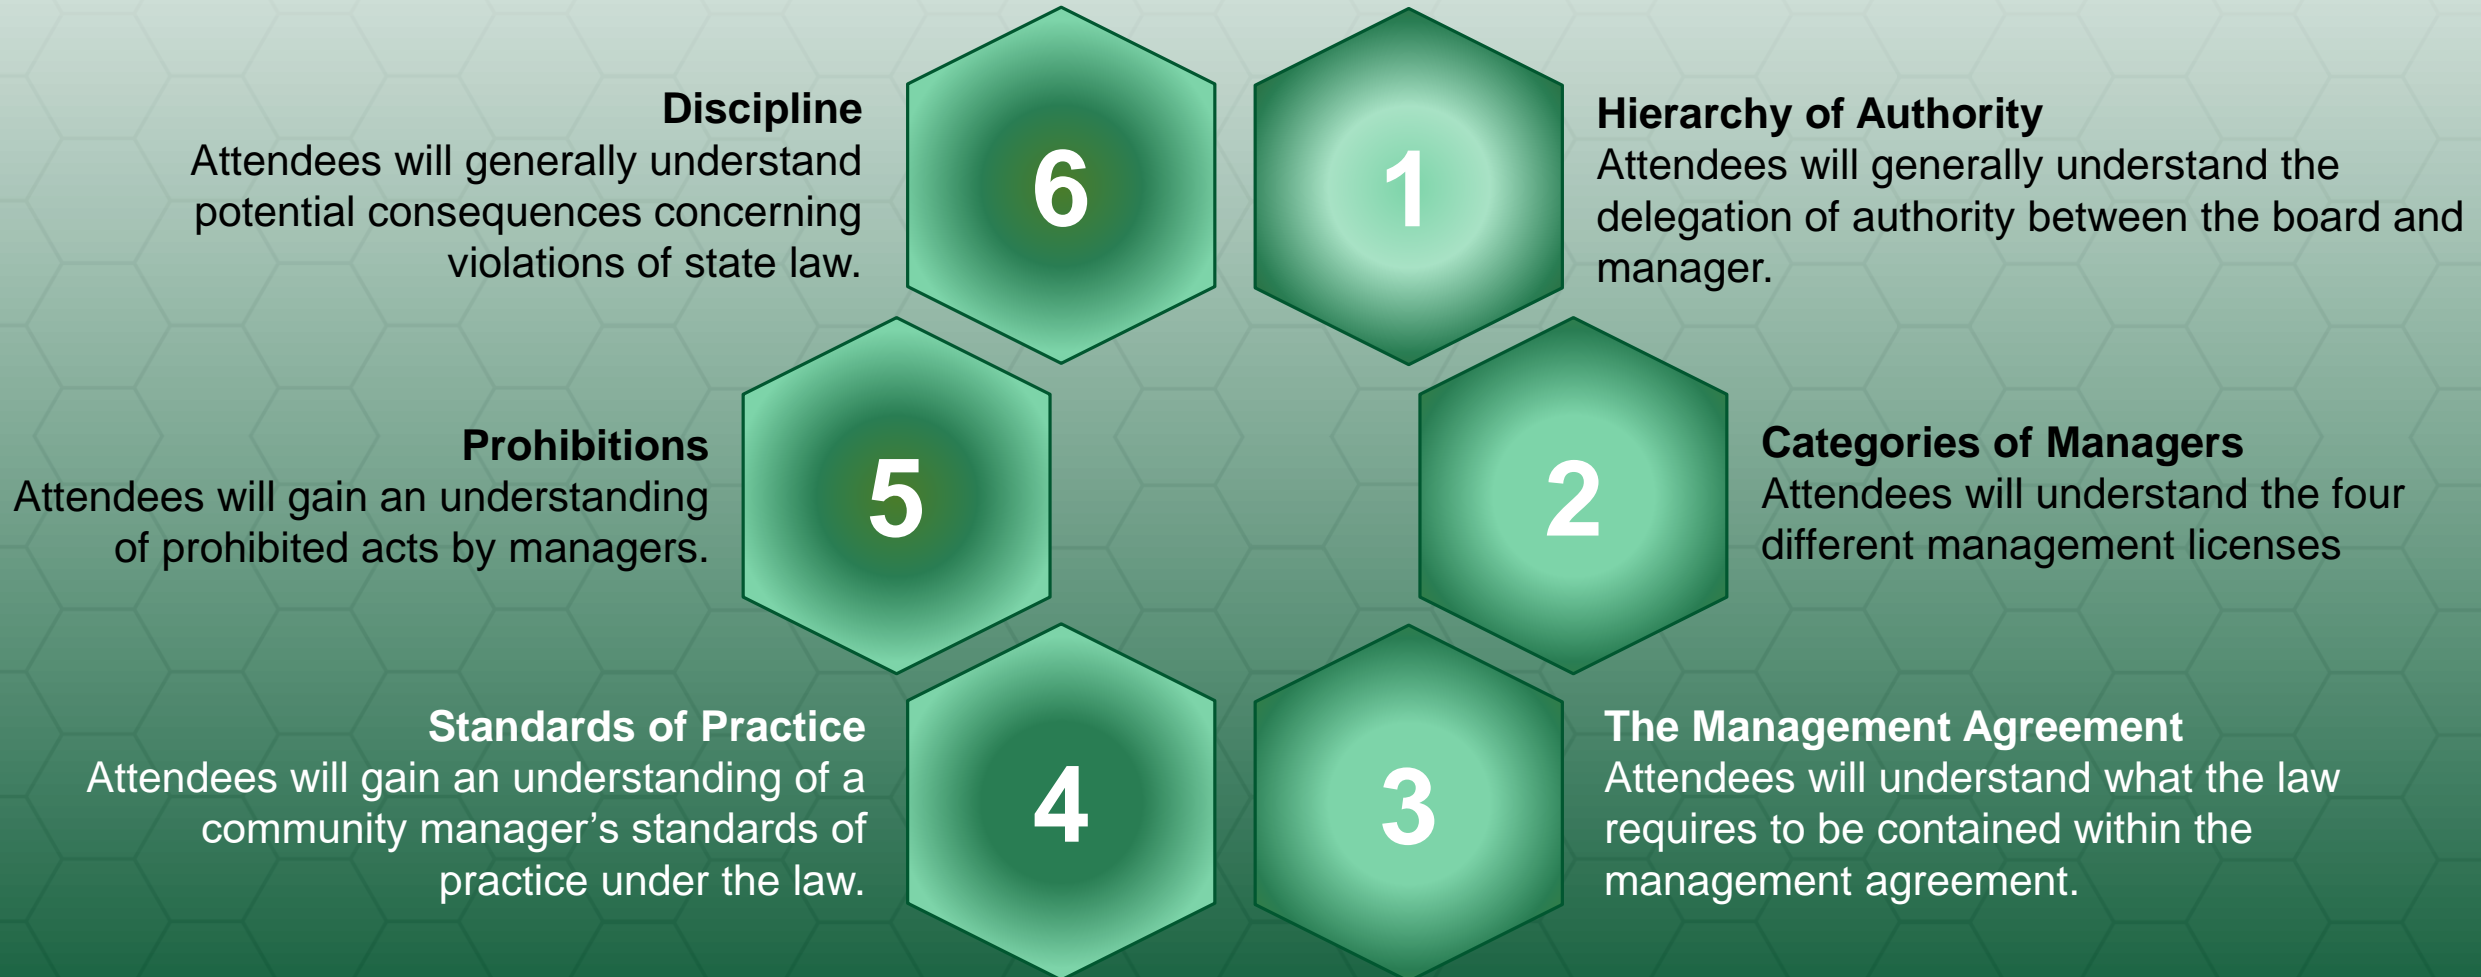 1
Hierarchy of Authority
Attendees will generally understand the
delegation of authority between the board and
manager.
2
Categories of Managers
Attendees will understand the four
different management licenses
3
The Management Agreement
Attendees will understand what the law
requires to be contained within the
management agreement.
4
Standards of Practice
Attendees will gain an understanding of a
community manager’s standards of
practice under the law.
5
Prohibitions
Attendees will gain an understanding
of prohibited acts by managers.
6
Discipline
Attendees will generally understand
potential consequences concerning
violations of state law.